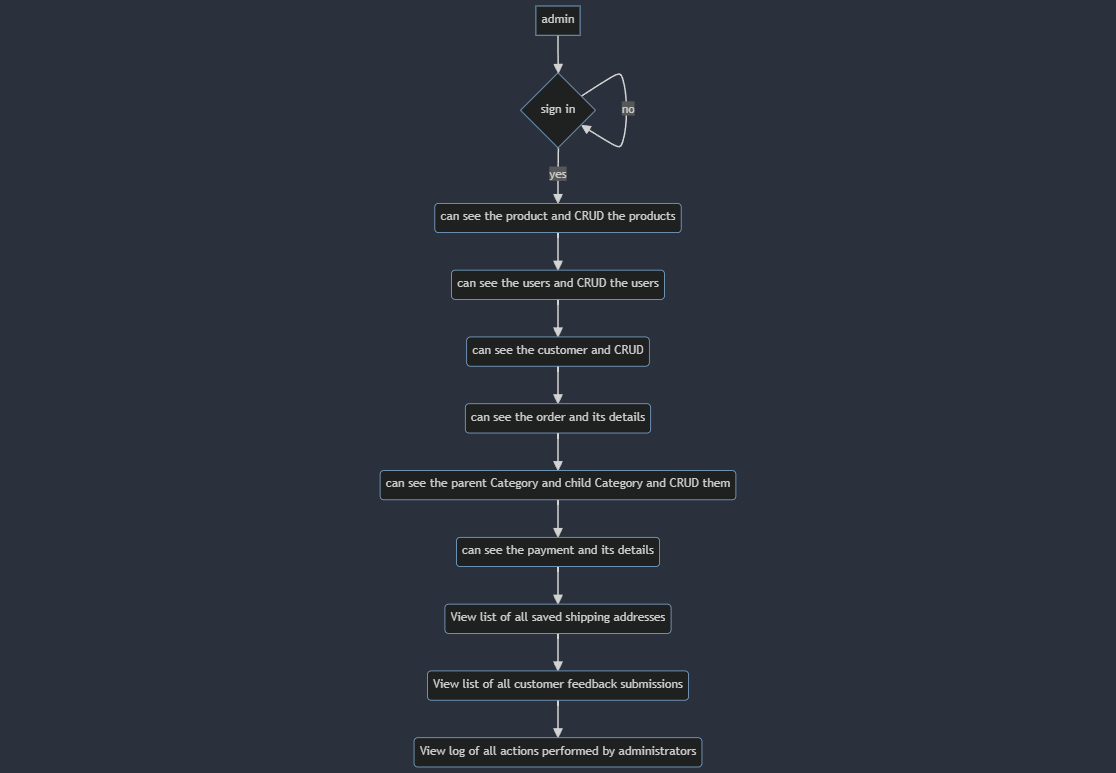 admin
sign in
no
yes
can see the product and CRUD the products
can see the users and CRUD the users
can see the customer and CRUD
can see the order and its details
can see the parent Category and child Category and CRUD them
can see the payment and its details
View list of all saved shipping addresses
View list of all customer feedback submissions
View log of all actions performed by administrators